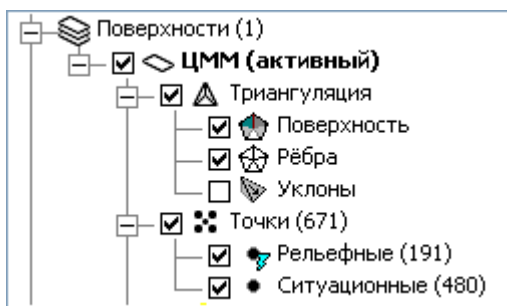 Поверхности (1)
ЦММ (активный)
Триангуляция
Поверхность
Рёбра
Уклоны
Точки (671)
Рельефные (191)
Ситуационные (480)